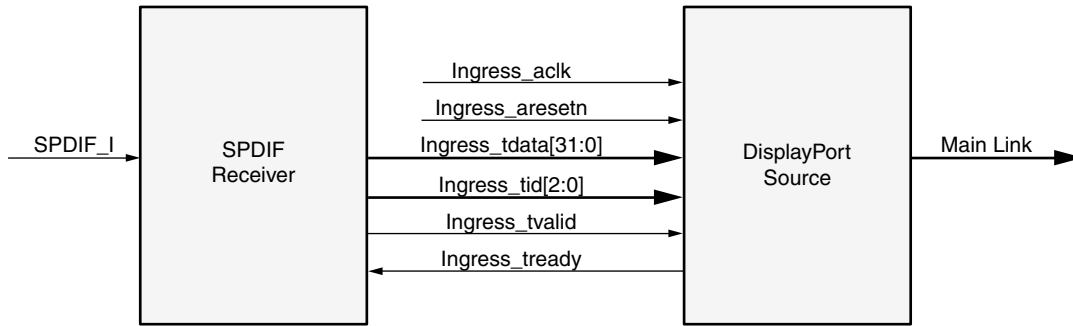 Ingress_aclk
Ingress_aresetn
SPDIF_I
SPDIF
Receiver
Ingress_tdata[31:0]
DisplayPort
Source
Main Link
Ingress_tid[2:0]
Ingress_tvalid
Ingress_tready